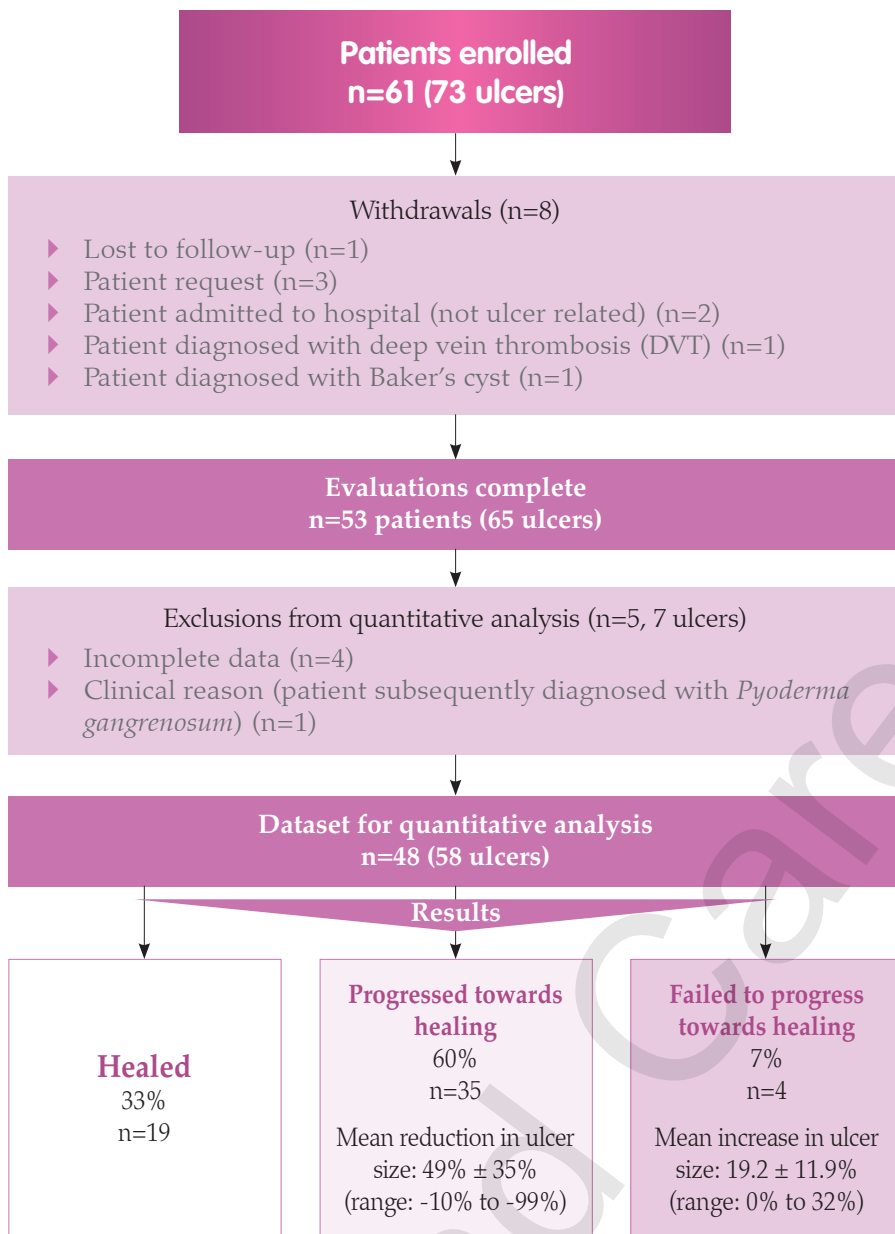 Patients enrolled
n=61 (73 ulcers)
Withdrawals (n=8)
Lost to follow-up (n=1)
Patient request (n=3)
Patient admitted to hospital (not ulcer related) (n=2)
Patient diagnosed with deep vein thrombosis (DVT) (n=1)
Patient diagnosed with Baker’s cyst (n=1)
Evaluations complete
n=53 patients (65 ulcers)
Exclusions from quantitative analysis (n=5, 7 ulcers)
Incomplete data (n=4)
Clinical reason (patient subsequently diagnosed with Pyoderma
gangrenosum) (n=1)
Dataset for quantitative analysis
n=48 (58 ulcers)
Results
Healed
33%
n=19
Progressed towards
healing
60%
n=35
Mean reduction in ulcer
size: 49% ± 35%
(range: -10% to -99%)
Failed to progress
towards healing
7%
n=4
Mean increase in ulcer
size: 19.2 ± 11.9%
(range: 0% to 32%)
nd Care